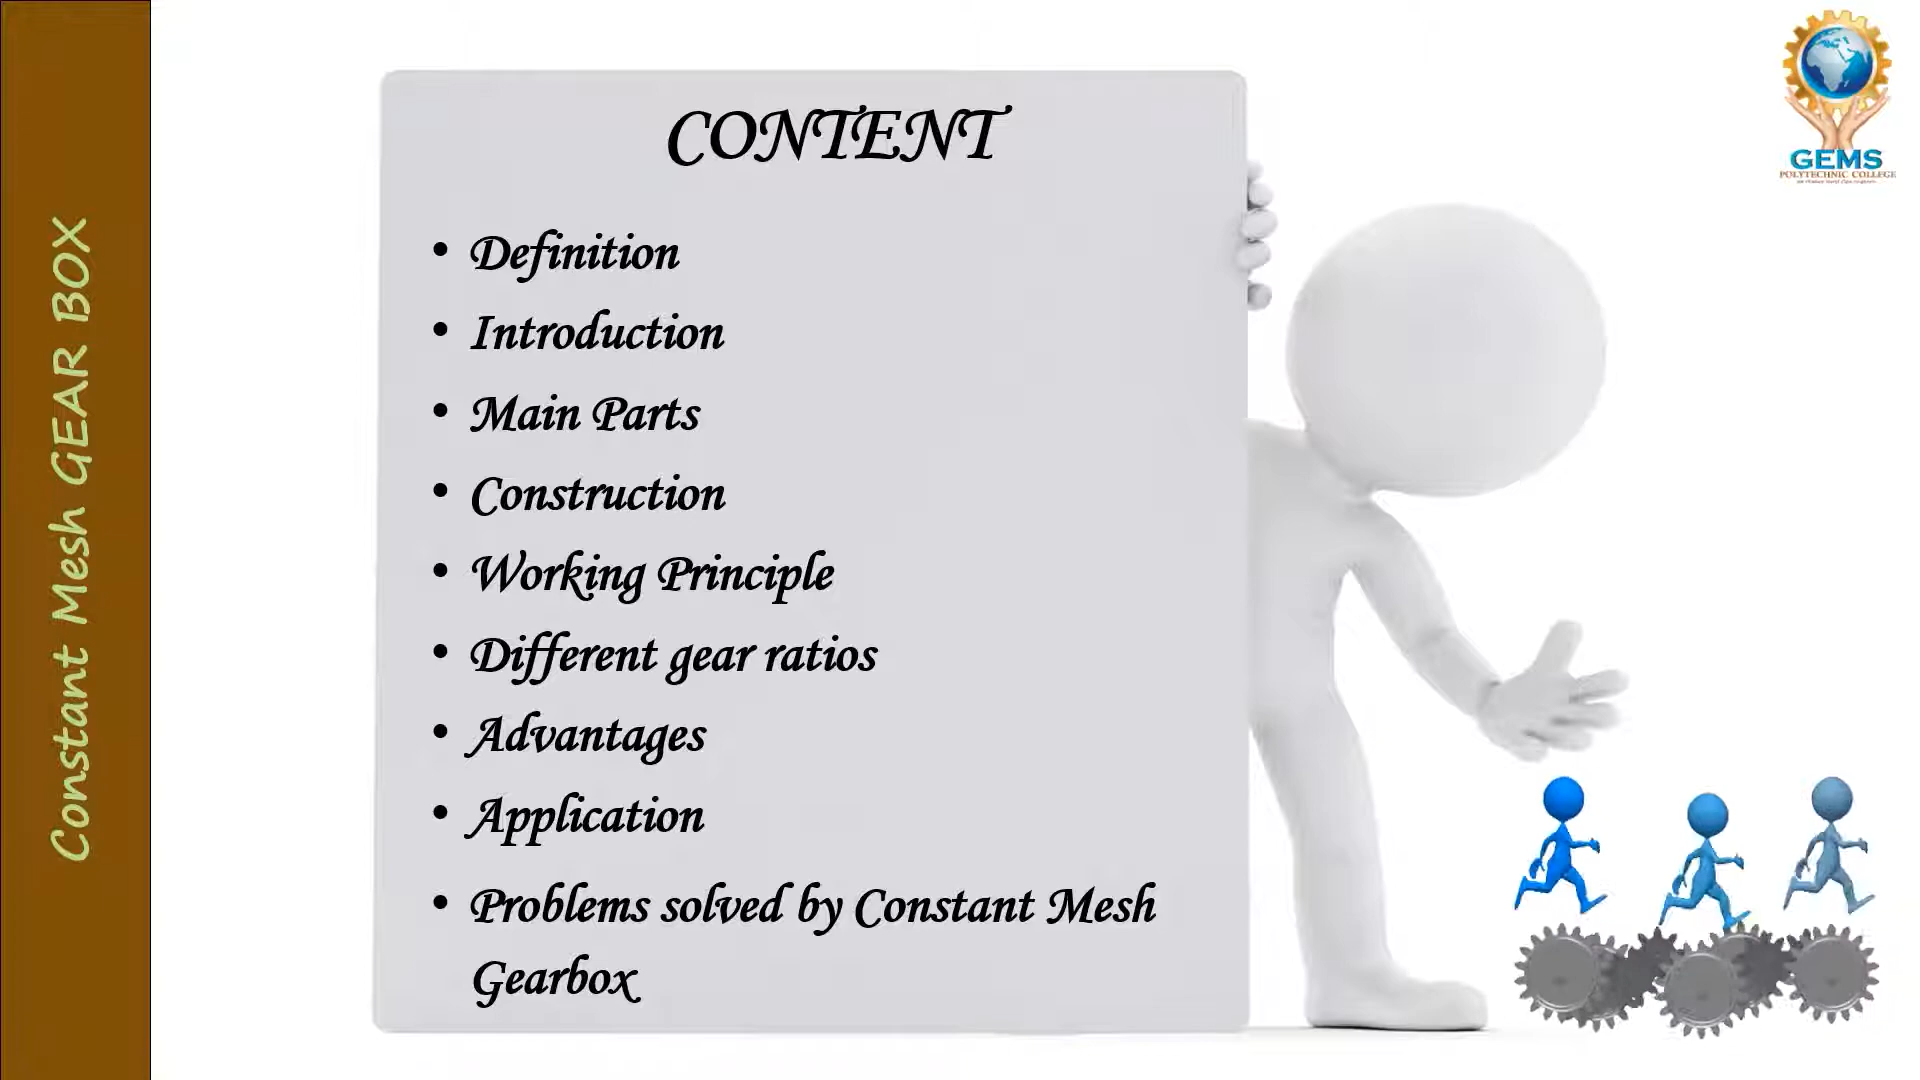 Constant Mesh GEAR BOX
CONTENT
• Definition
• Introduction
• Main Parts
• Construction
• Working Principle
• Different gear ratios
• Advantages
• Application
• Problems solved by Constant Mesh
Gearbox
GEMS
POLYTECHNIC COLLEGE